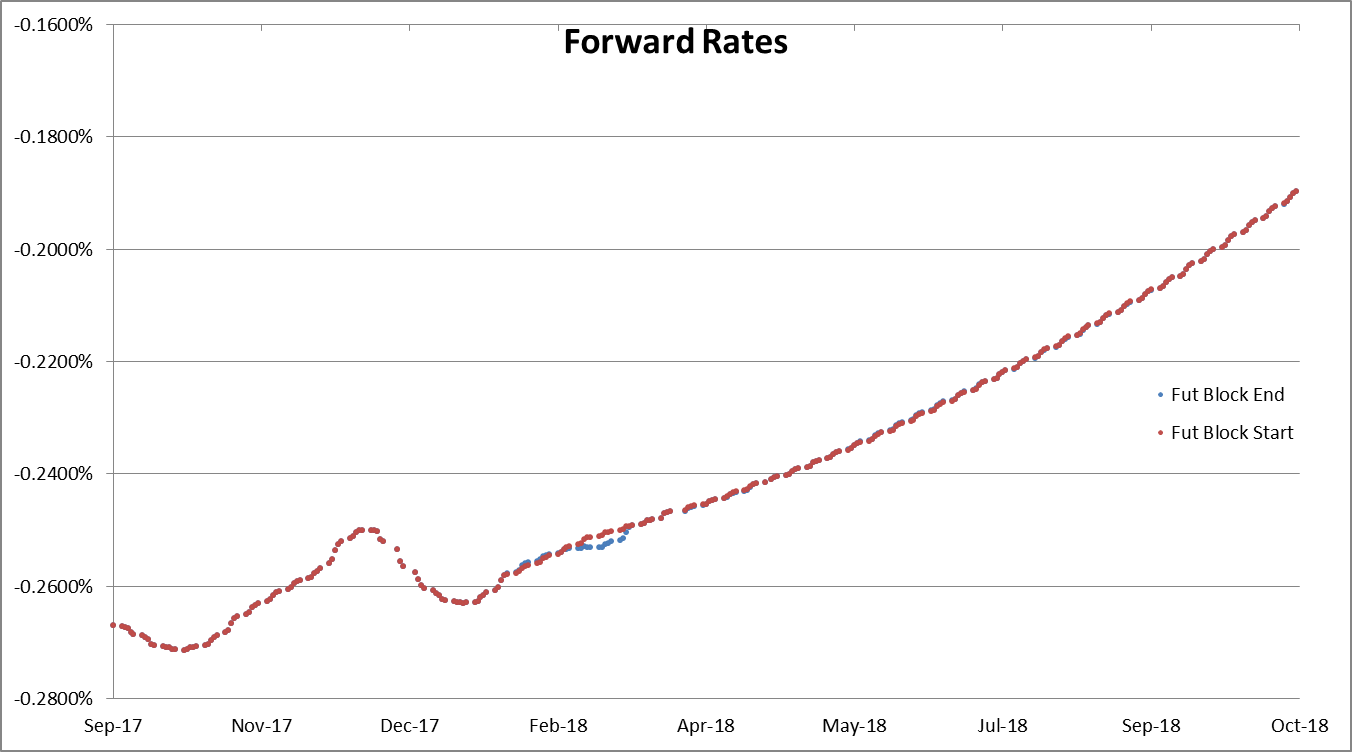 Forward Rates
-0.1600%
-0.1800%
-0.2000%
-0.2200%
-0.2400%
-0.2600%
-0.2800%
Fut Block End
Fut Block Start
Sep-17 Nov-17 Dec-17 Feb-18 Apr-18 May-18 Jul-18 Sep-18 Oct-18